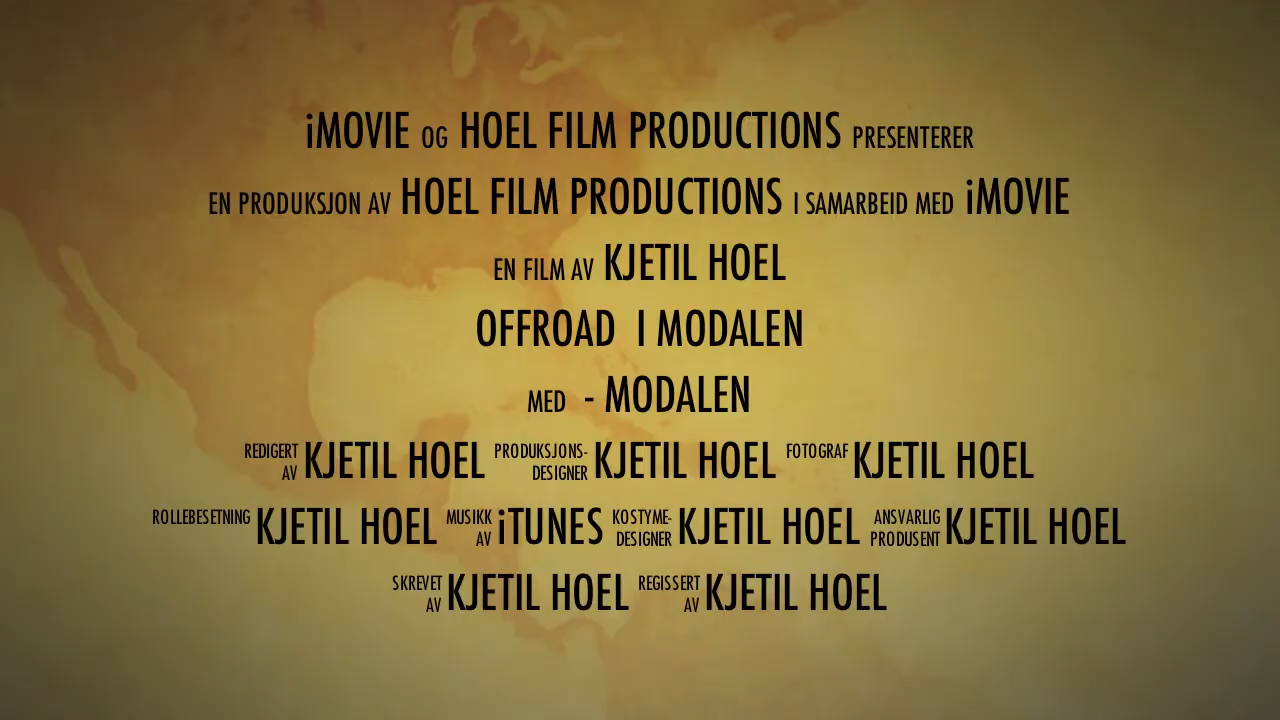 iMOVIE OG HOEL FILM PRODUCTIONS PRESENTERER
EN PRODUKSJON AV HOEL FILM PRODUCTIONS I SAMARBEID MED iMOVIE
EN FILM AV KJETIL HOEL
OFFROAD I MODALEN
MED - MODALEN
REDIGERT AV KJETIL HOEL PRODUKSJONS-DESIGNER KJETIL HOEL FOTOGRAF KJETIL HOEL
ROLLEBESETNING KJETIL HOEL MUSIKK AV iTUNES KOSTYME-DESIGNER KJETIL HOEL ANSVARLIG PRODUSENT KJETIL HOEL
SKREVET AV KJETIL HOEL REGISSERT AV KJETIL HOEL